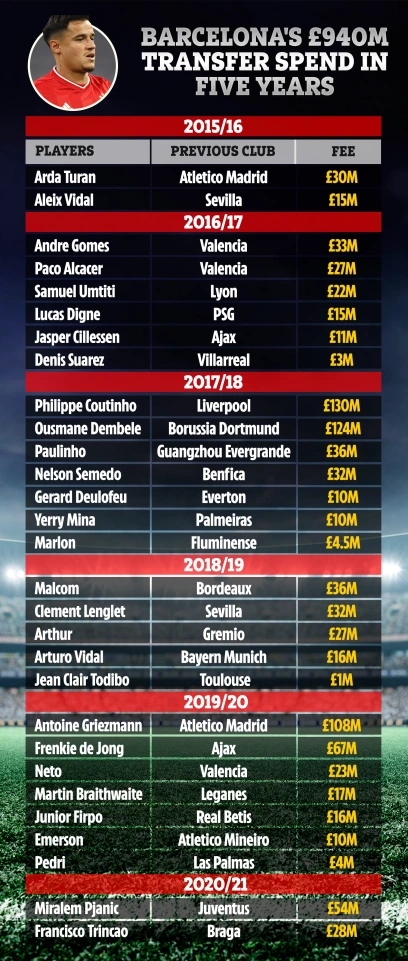 BARCELONA'S £940M
TRANSFER SPEND IN
FIVE YEARS
2015/16
PLAYERS PREVIOUS CLUB FEE
Arda Turan Atletico Madrid £30M
Aleix Vidal Sevilla £15M
2016/17
Andre Gomes Valencia £33M
Paco Alcacer Valencia £27M
Samuel Umtiti Lyon £22M
Lucas Digne PSG £15M
Jasper Cillessen Ajax £11M
Denis Suarez Villarreal £3M
2017/18
Philippe Coutinho Liverpool £130M
Ousmane Dembele Borussia Dortmund £124M
Paulinho Guangzhou Evergrande £36M
Nelson Semedo Benfica £32M
Gerard Deulofeu Everton £10M
Yerry Mina Palmeiras £10M
Marlon Fluminense £4.5M
2018/19
Malcom Bordeaux £36M
Clement Lenglet Sevilla £32M
Arthur Gremio £27M
Arturo Vidal Bayern Munich £16M
Jean Clair Todibo Toulouse £1M
2019/20
Antoine Griezmann Atletico Madrid £108M
Frenkie de Jong Ajax £67M
Neto Valencia £23M
Martin Braithwaite Leganes £17M
Junior Firpo Real Betis £16M
Emerson Atletico Mineiro £10M
Pedri Las Palmas £4M
2020/21
Miralem Pjanic Juventus £54M
Francisco Trincao Braga £28M